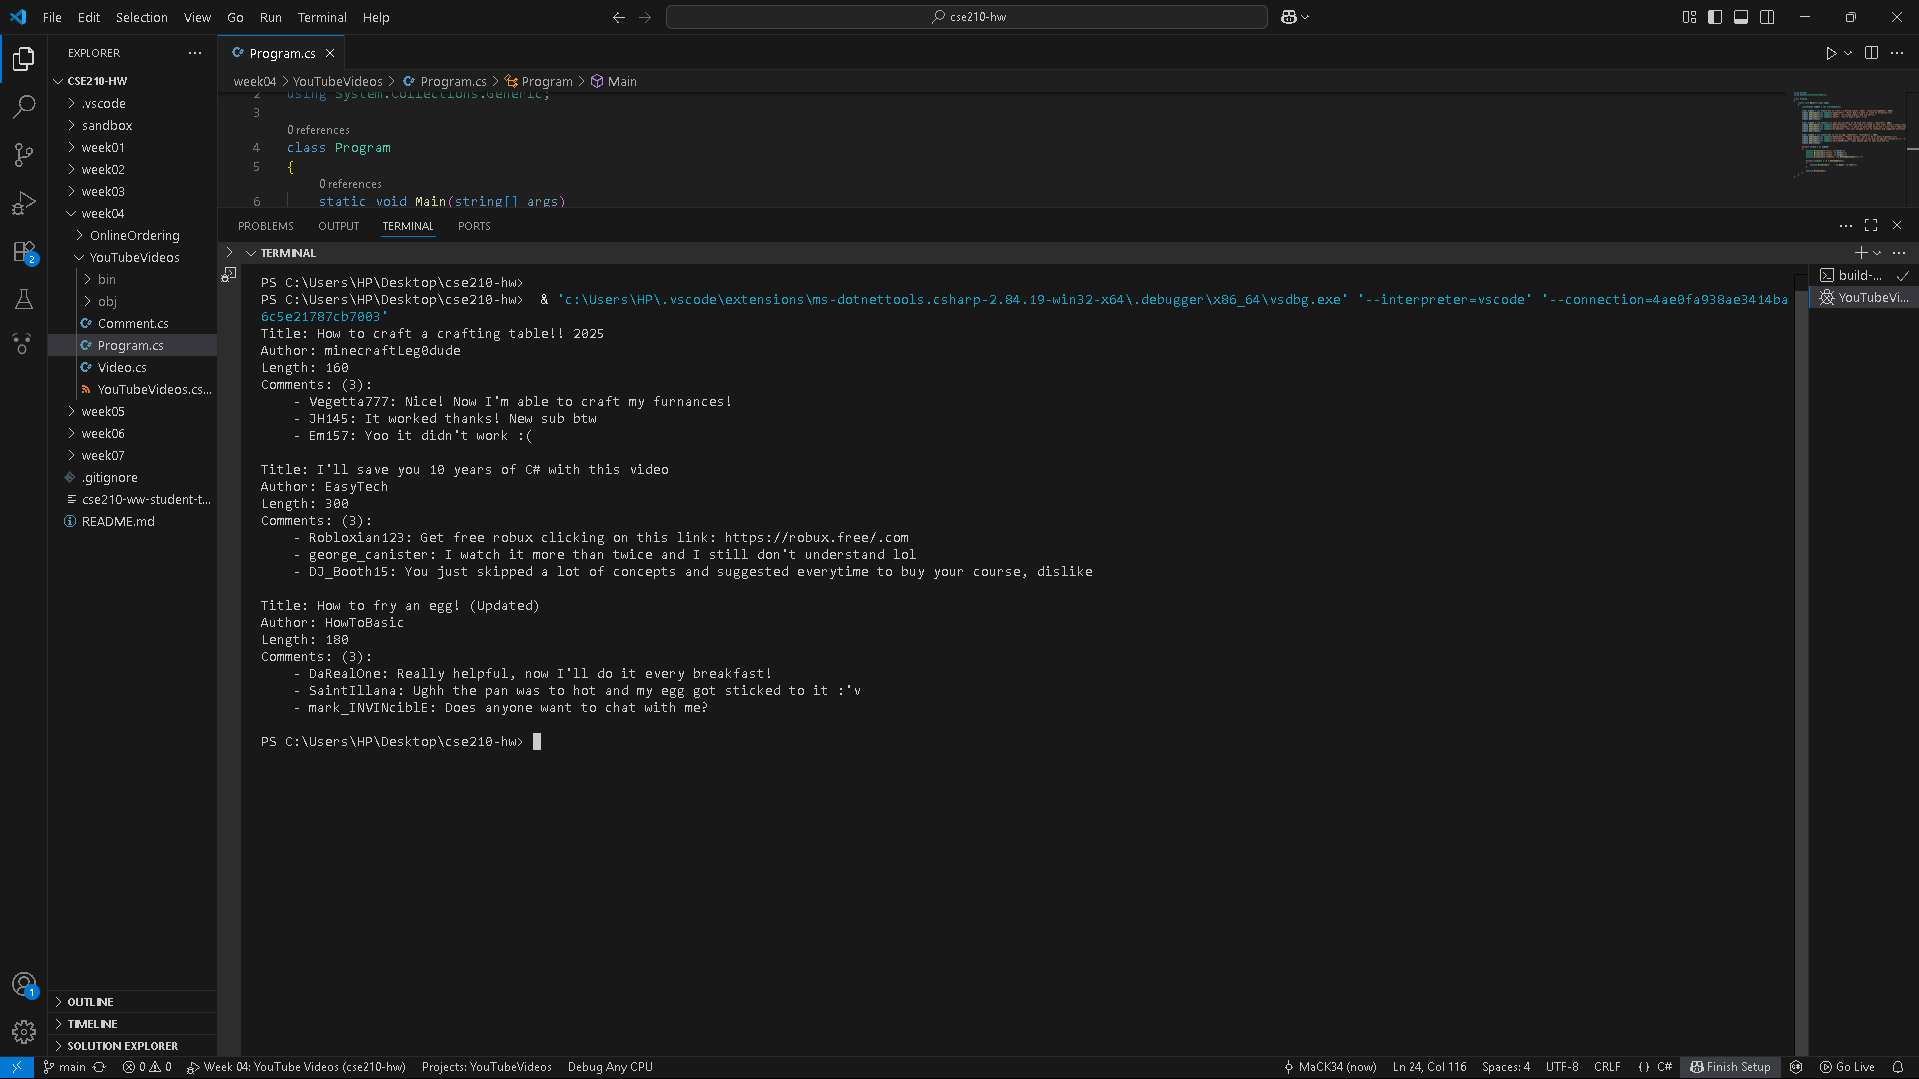 File Edit Selection View Go Run Terminal Help
cse210-hw
EXPLORER
CSE210-HW
.vscode
sandbox
week01
week02
week03
week04
OnlineOrdering
YouTubeVideos
bin
obj
Comment.cs
Program.cs
Video.cs
YouTubeVideos.cs...
week05
week06
week07
.gitignore
cse210-ww-student-t...
README.md
OUTLINE
TIMELINE
SOLUTION EXPLORER
2
1
Program.cs
week04 > YouTubeVideos > Program.cs > Program > Main
2 using System.Collections.Generic;
3
0 references
4 class Program
5 {
0 references
6 static void Main(string[] args)
PROBLEMS OUTPUT TERMINAL PORTS
TERMINAL
build-...
YouTubeVi...
PS C:\Users\HP\Desktop\cse210-hw>
PS C:\Users\HP\Desktop\cse210-hw> & 'c:\Users\HP\.vscode\extensions\ms-dotnettools.csharp-2.84.19-win32-x64\.debugger\x86_64\vsdbg.exe' '--interpreter=vscode' '--connection=4ae0fa938ae3414ba
6c5e21787cb7003'
Title: How to craft a crafting table!! 2025
Author: minecraftLeg0dude
Length: 160
Comments: (3):
- Vegetta777: Nice! Now I'm able to craft my furnances!
- JH145: It worked thanks! New sub btw
- Em157: Yoo it didn't work :(
Title: I'll save you 10 years of C# with this video
Author: EasyTech
Length: 300
Comments: (3):
- Robloxian123: Get free robux clicking on this link: https://robux.free/.com
- george_canister: I watch it more than twice and I still don't understand lol
- DJ_Booth15: You just skipped a lot of concepts and suggested everytime to buy your course, dislike
Title: How to fry an egg! (Updated)
Author: HowToBasic
Length: 180
Comments: (3):
- DaRealOne: Really helpful, now I'll do it every breakfast!
- SaintIllana: Ughh the pan was to hot and my egg got sticked to it :'v
- mark_INVINciblE: Does anyone want to chat with me?
PS C:\Users\HP\Desktop\cse210-hw>
main 0 0 Week 04: YouTube Videos (cse210-hw) Projects: YouTubeVideos Debug Any CPU MaCK34 (now) Ln 24, Col 116 Spaces: 4 UTF-8 CRLF {} C# Finish Setup Go Live